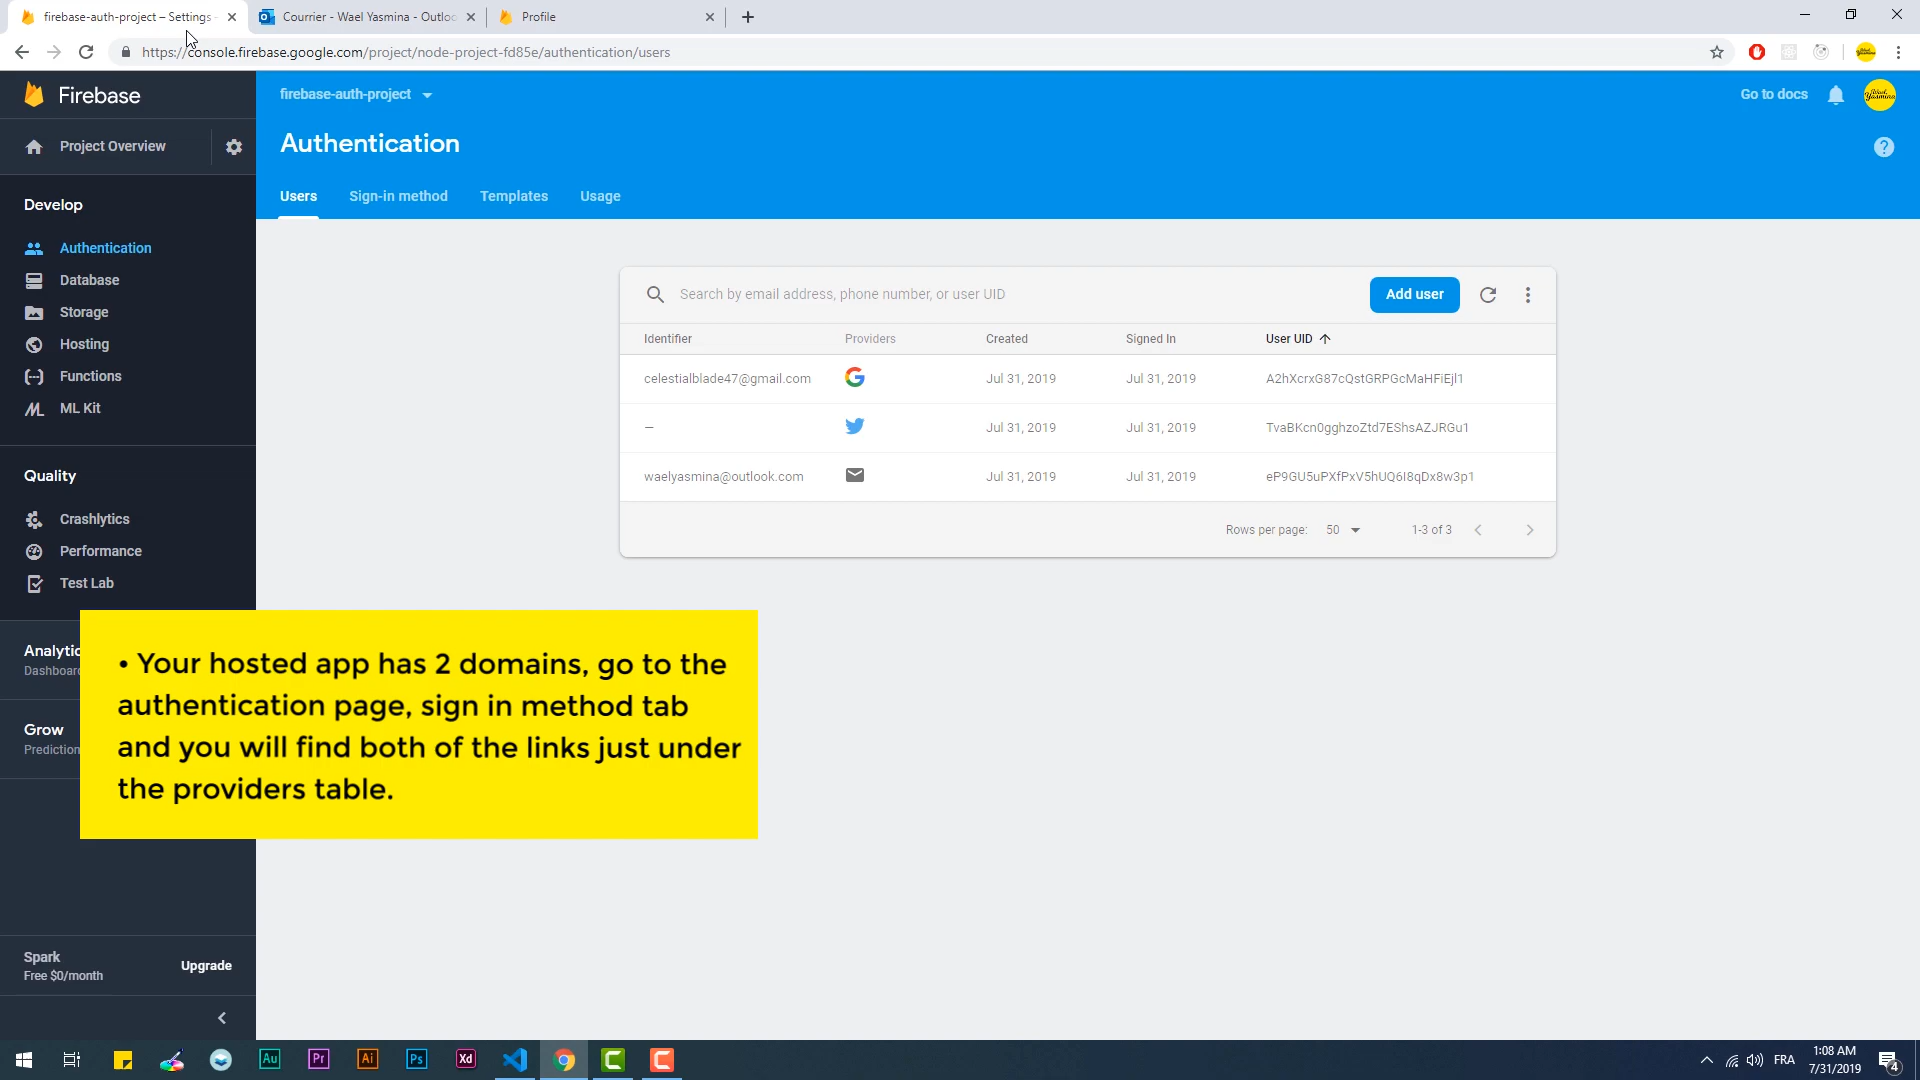 firebase-auth-project – Settings -
Courrier - Wael Yasmina - Outlo
Profile
https://console.firebase.google.com/project/node-project-fd85e/authentication/users
Firebase
firebase-auth-project
Go to docs
Project Overview
Authentication
Users
Sign-in method
Templates
Usage
Develop
Authentication
Database
Storage
Hosting
Functions
ML Kit
Quality
Crashlytics
Performance
Test Lab
Analytic
Dashboard
Grow
Prediction
Search by email address, phone number, or user UID
Add user
Identifier Providers Created Signed In User UID
celestialblade47@gmail.com Jul 31, 2019 Jul 31, 2019 A2hXcrxG87cQstGRPGcMaHFiEjl1
— Jul 31, 2019 Jul 31, 2019 TvaBKcn0gghzoZtd7EShsAZJRGu1
waelyasmina@outlook.com Jul 31, 2019 Jul 31, 2019 eP9GU5uPXfPxV5hUQ6I8qDx8w3p1
Rows per page: 50 1-3 of 3
• Your hosted app has 2 domains, go to the
authentication page, sign in method tab
and you will find both of the links just under
the providers table.
Spark
Free $0/month
Upgrade
Au
Pr
Ai
Ps
Xd
FRA
1:08 AM
7/31/2019
4